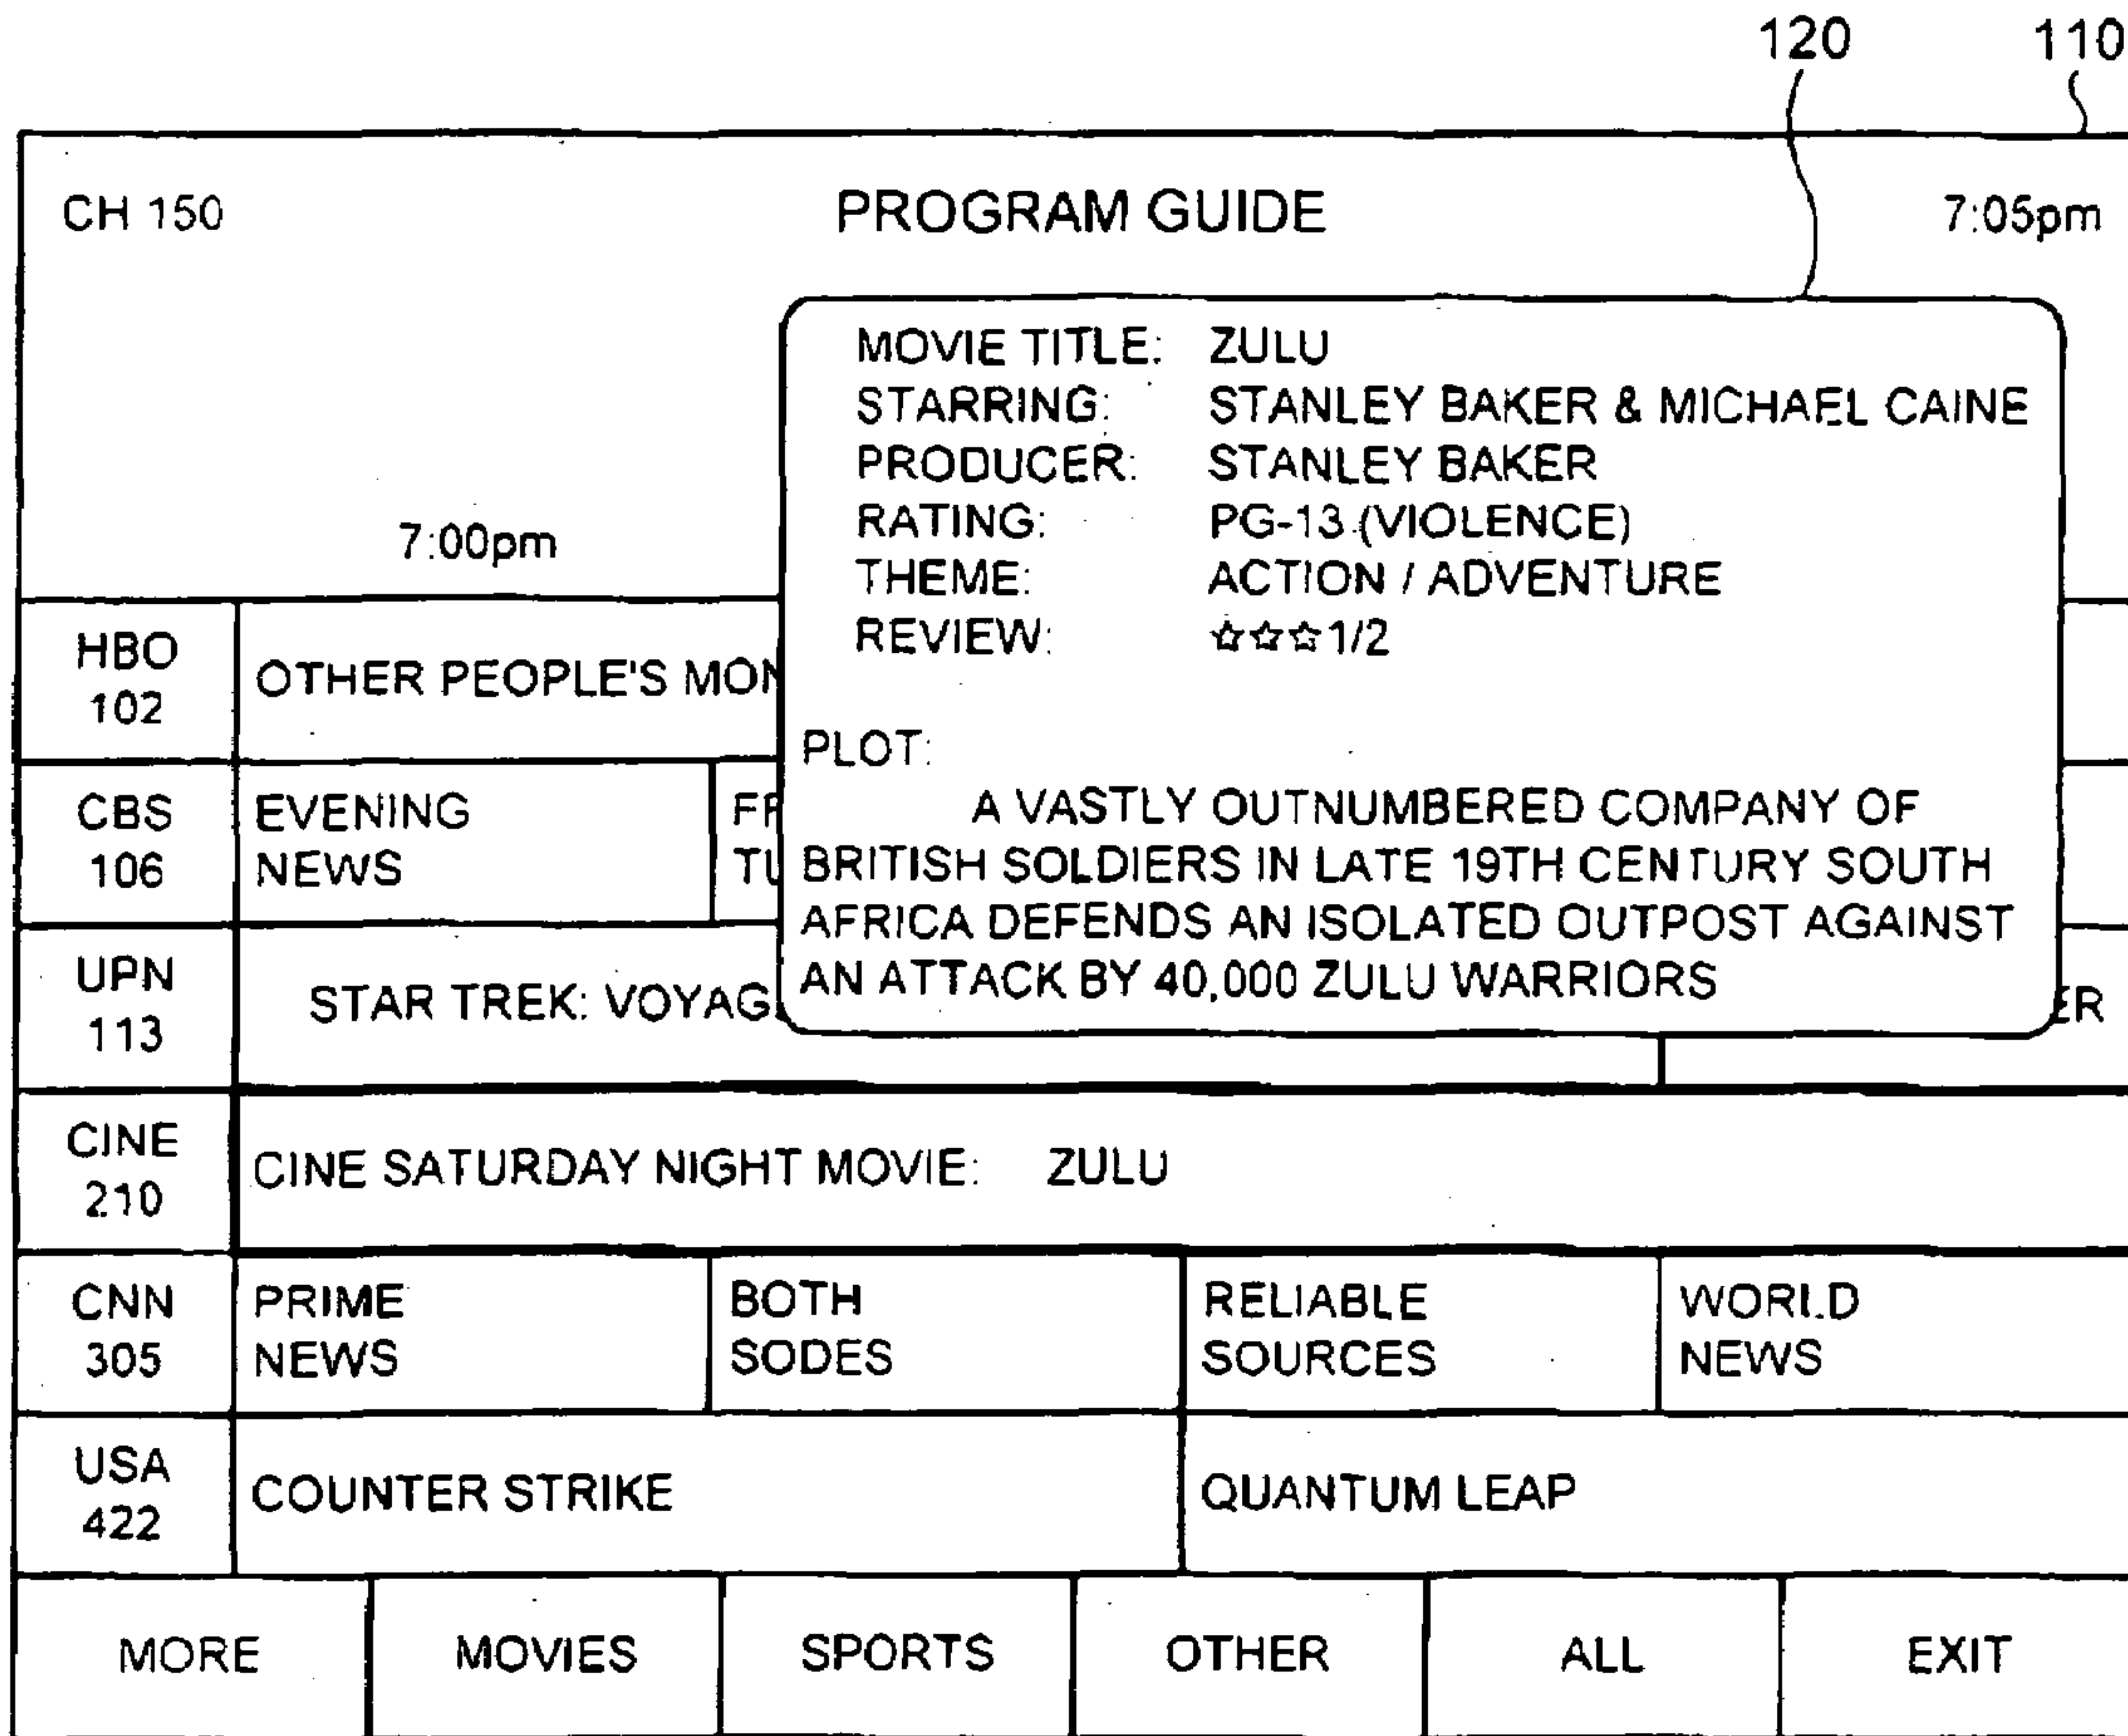 120 110
CH 150 PROGRAM GUIDE 7:05pm
MOVIE TITLE: ZULU
STARRING: STANLEY BAKER & MICHAEL CAINE
PRODUCER: STANLEY BAKER
RATING: PG-13 (VIOLENCE)
THEME: ACTION / ADVENTURE
REVIEW: ☆☆☆1/2
PLOT:
A VASTLY OUTNUMBERED COMPANY OF
BRITISH SOLDIERS IN LATE 19TH CENTURY SOUTH
AFRICA DEFENDS AN ISOLATED OUTPOST AGAINST
AN ATTACK BY 40,000 ZULU WARRIORS
7:00pm
HBO
102
OTHER PEOPLE'S MON
CBS
106
EVENING
NEWS
UPN
113
STAR TREK: VOYAG
ER
CINE
210
CINE SATURDAY NIGHT MOVIE: ZULU
CNN
305
PRIME
NEWS
BOTH
SODES
RELIABLE
SOURCES
WORLD
NEWS
USA
422
COUNTER STRIKE
QUANTUM LEAP
MORE MOVIES SPORTS OTHER ALL EXIT